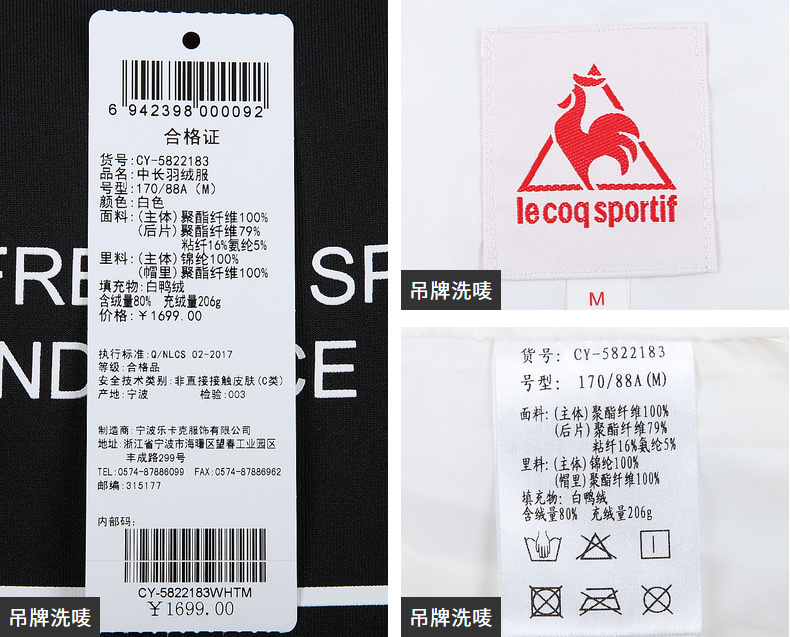 6 942398 000092
合格证
货号:CY-5822183
品名:中长羽绒服
号型:170/88A（M）
颜色:白色
面料:(主体) 聚酯纤维100%
(后片) 聚酯纤维79%
粘纤16%氨纶5%
里料:(主体) 锦纶100%
(帽里) 聚酯纤维100%
填充物:白鸭绒
含绒量80% 充绒量206g
价格:￥1699.00
执行标准:Q/NLCS 02-2017
等级:合格品
安全技术类别:非直接接触皮肤(C类)
产地:宁波 检验:003
制造商:宁波乐卡克服饰有限公司
地址:浙江省宁波市海曙区望春工业园区
丰成路299号
TEL:0574-87886099 FAX:0574-87886962
邮编:315177
内部码:
CY-5822183WHTM
￥1699.00
FRE SP
ND CE
吊牌洗唛
le coq sportif
M
吊牌洗唛
货号: CY-5822183
号型: 170/88A(M)
面料:(主体)聚酯纤维100%
(后片)聚酯纤维79%
粘纤16%氨纶5%
里料:(主体)锦纶100%
(帽里)聚酯纤维100%
填充物: 白鸭绒
含绒量80% 充绒量206g
吊牌洗唛